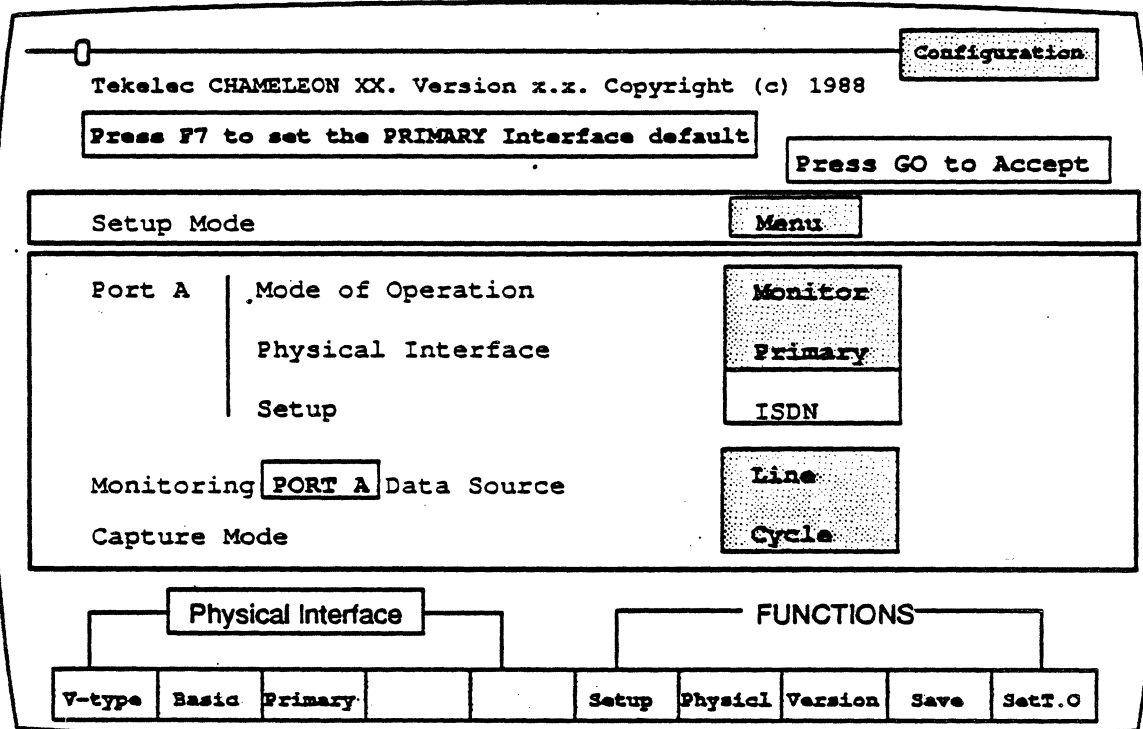 Configuration
Tekelec CHAMELEON XX. Version x.x. Copyright (c) 1988
Press F7 to set the PRIMARY Interface default
Press GO to Accept
Setup Mode Menu
Port A Mode of Operation Monitor
Physical Interface Primary
Setup ISDN
Monitoring PORT A Data Source Line
Capture Mode Cycle
Physical Interface FUNCTIONS
V-type Basic Primary Setup Physicl Version Save SetT.O